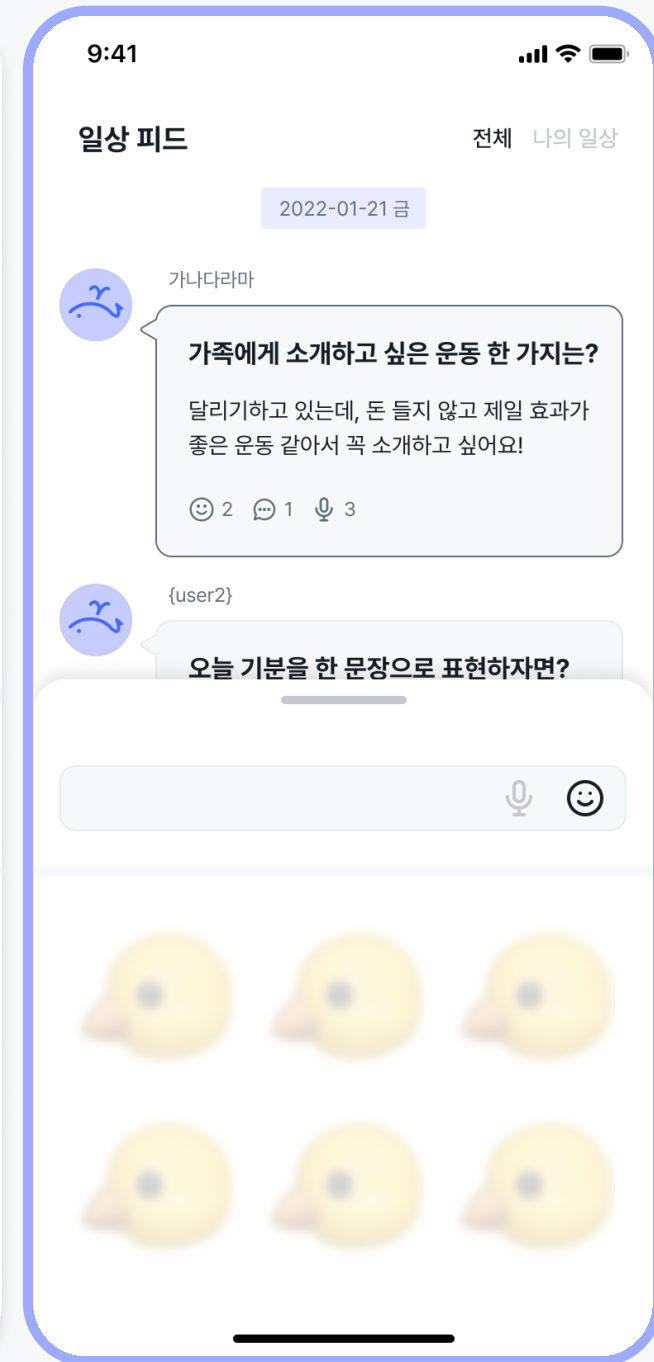 9:41
일상 피드
전체 나의 일상
2022-01-21 금
가나다라마
가족에게 소개하고 싶은 운동 한 가지는?
달리기하고 있는데, 돈 들지 않고 제일 효과가
좋은 운동 같아서 꼭 소개하고 싶어요!
2 1 3
{user2}
오늘 기분을 한 문장으로 표현하자면?